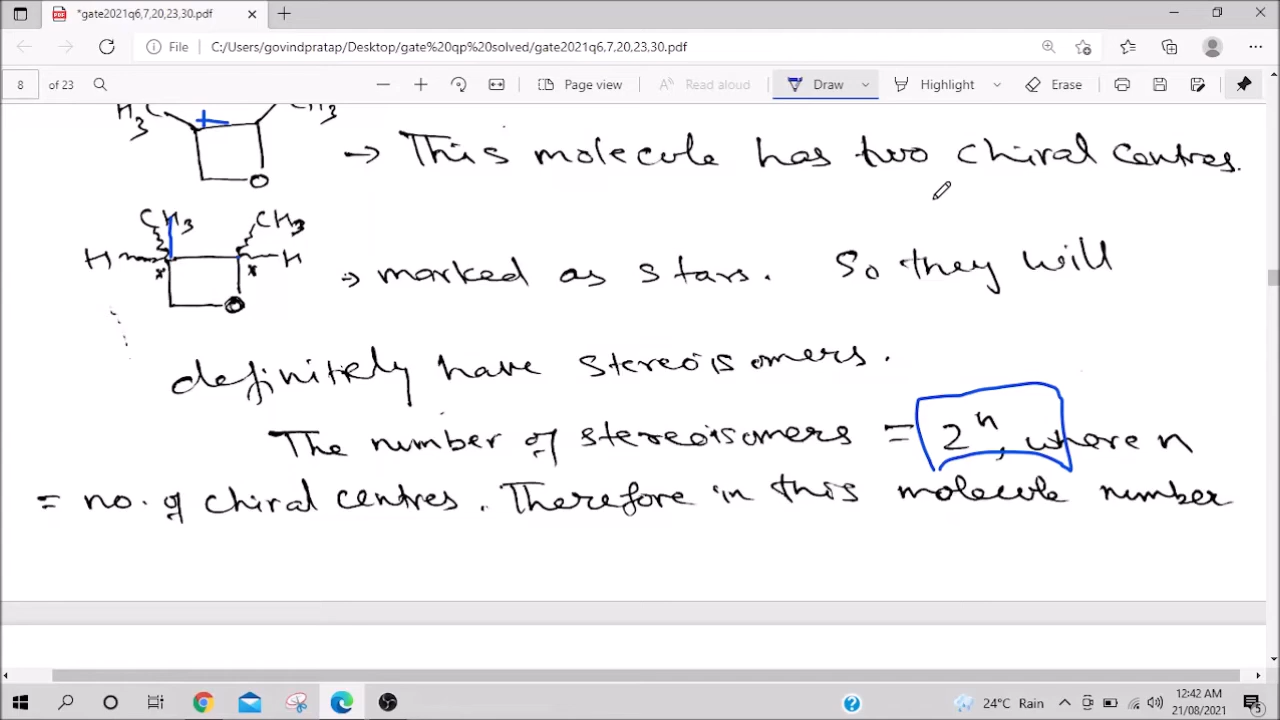 *gate2021q6,7,20,23,30.pdf
File C:/Users/govindpratap/Desktop/gate%20qp%20solved/gate2021q6,7,20,23,30.pdf
8 of 23 Page view Read aloud Draw Highlight Erase
H3C CH3
→ This molecule has two chiral centres.
O
CH3 CH3
H H
* *
→ marked as stars. So they will
O
definitely have stereoisomers.
The number of stereoisomers = 2^n, where n
= no. of chiral centres. Therefore in this molecule number
24°C Rain
12:42 AM
21/08/2021
5